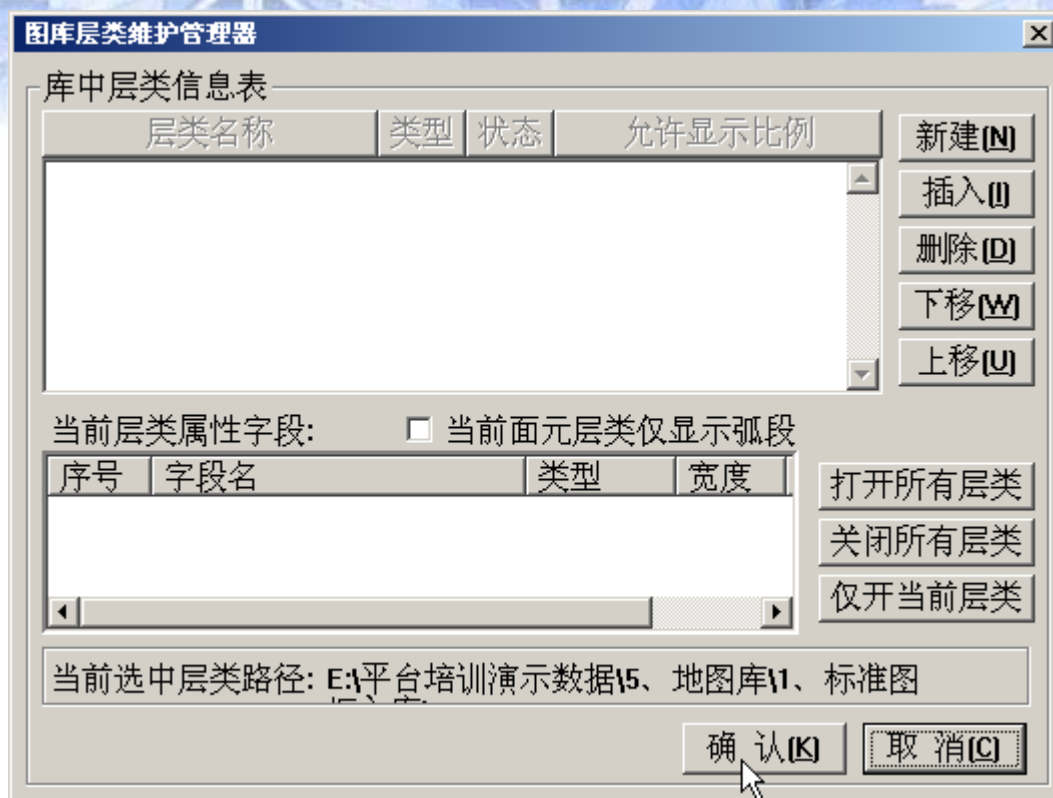 图库层类维护管理器
库中层类信息表
层类名称 类型 状态 允许显示比例
新建(N)
插入(I)
删除(D)
下移(W)
上移(U)
当前层类属性字段: 当前面元层类仅显示弧段
序号 字段名 类型 宽度
打开所有层类
关闭所有层类
仅开当前层类
当前选中层类路径: E:\平台培训演示数据\5、地图库\1、标准图
确 认(K) 取 消(C)